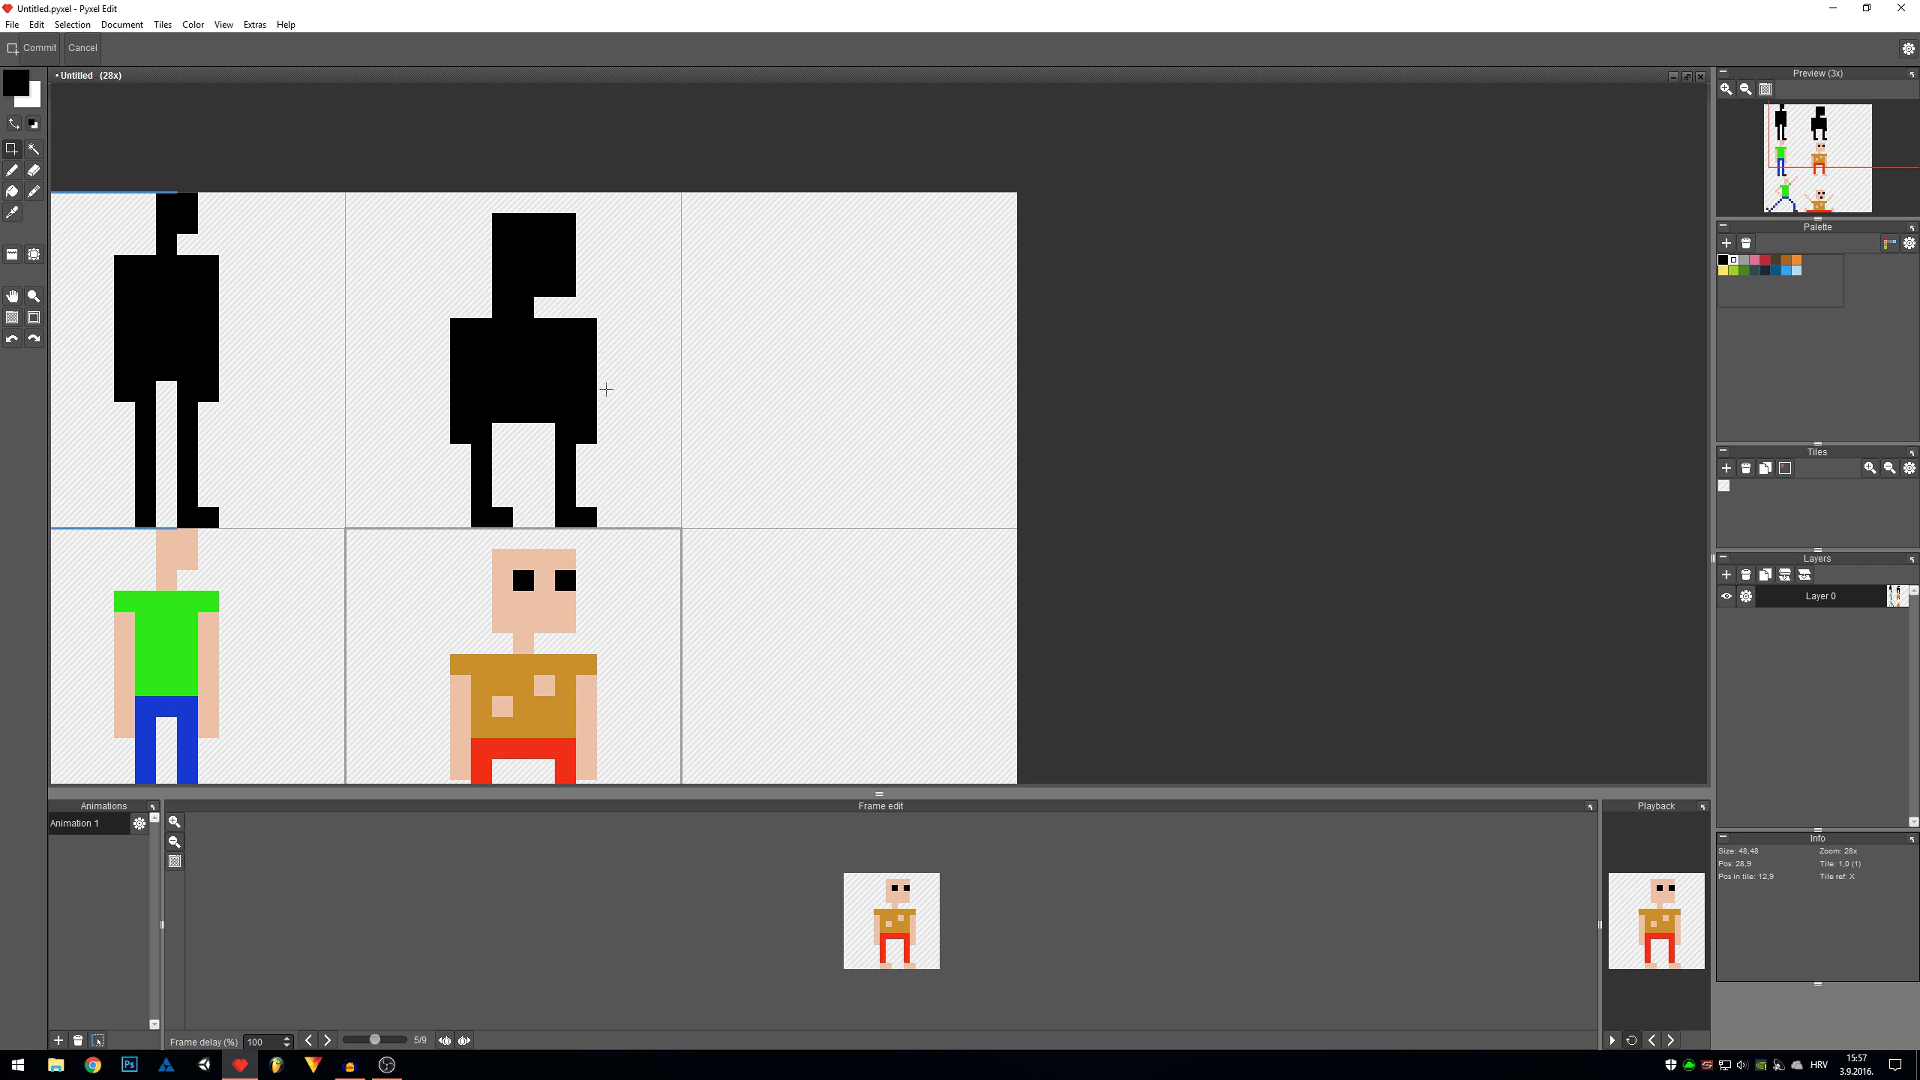 Untitled.pyxel - Pyxel Edit
File Edit Selection Document Tiles Color View Extras Help
Commit Cancel
• Untitled (28x)
Preview (3x)
Palette
Tiles
Layers
Layer 0
Animations Frame edit Playback
Info
Animation 1
Size: 48,48 Zoom: 28x
Pos: 28,9 Tile: 1,0 (1)
Pos in tile: 12,9 Tile ref: X
Frame delay (%) 100 5/9
Ps
HRV
15:57
3.9.2016.